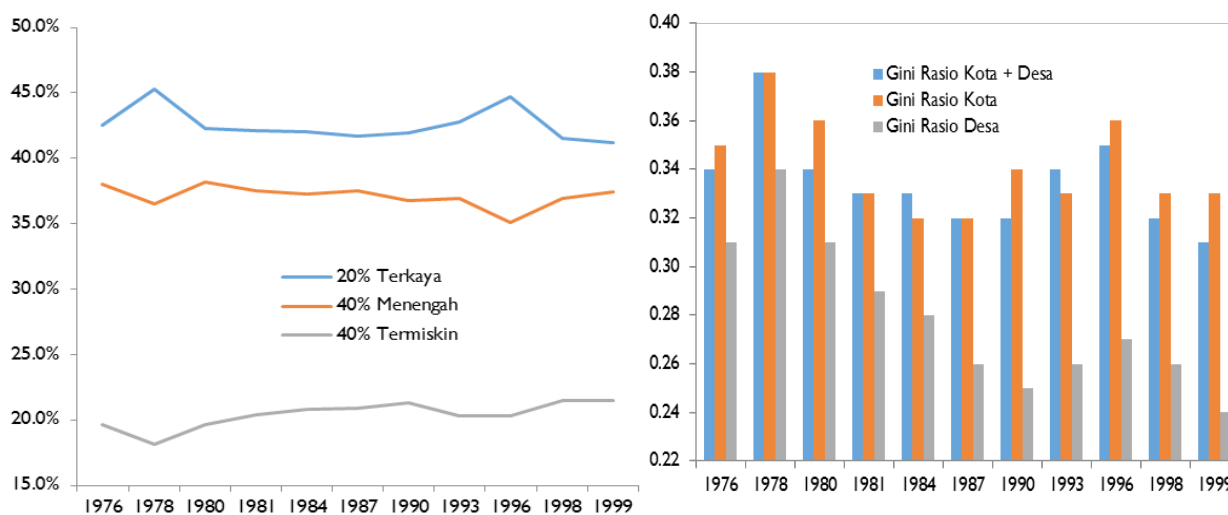 50.0%
45.0%
40.0%
35.0%
30.0%
25.0%
20.0%
15.0%
20% Terkaya
40% Menengah
40% Termiskin
1976 1978 1980 1981 1984 1987 1990 1993 1996 1998 1999
0.40
0.38
0.36
0.34
0.32
0.30
0.28
0.26
0.24
0.22
Gini Rasio Kota + Desa
Gini Rasio Kota
Gini Rasio Desa
1976 1978 1980 1981 1984 1987 1990 1993 1996 1998 1999